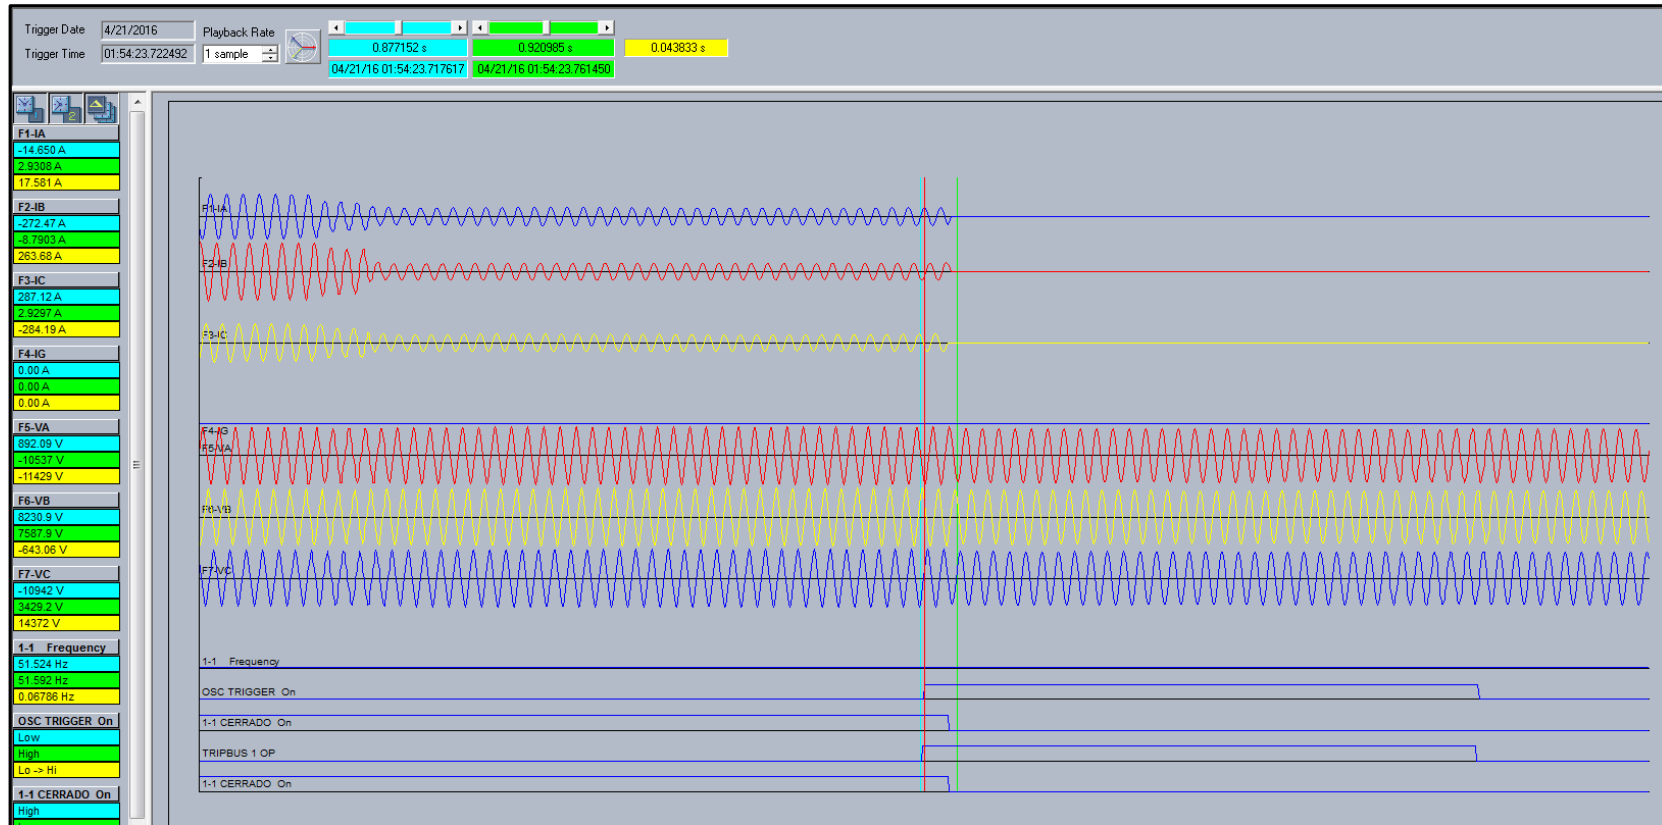 Trigger Date 4/21/2016 Playback Rate
Trigger Time 01:54:23.722492 1 sample
0.877152 s 0.920985 s 0.043833 s
04/21/16 01:54:23.717617 04/21/16 01:54:23.761450
F1-IA
-14.650 A
2.9308 A
17.581 A
F2-IB
-272.47 A
-8.7903 A
263.68 A
F3-IC
287.12 A
2.9297 A
-284.19 A
F4-IG
0.00 A
0.00 A
0.00 A
F5-VA
892.09 V
-10537 V
-11429 V
F6-VB
8230.9 V
7587.9 V
-643.06 V
F7-VC
-10942 V
3429.2 V
14372 V
1-1 Frequency
51.524 Hz
51.592 Hz
0.06786 Hz
OSC TRIGGER On
Low
High
Lo -> Hi
1-1 CERRADO On
High
F1-IA
F2-IB
F3-IC
F4-IG
F5-VA
F6-VB
F7-VC
1-1 Frequency
OSC TRIGGER On
1-1 CERRADO On
TRIPBUS 1 OP
1-1 CERRADO On